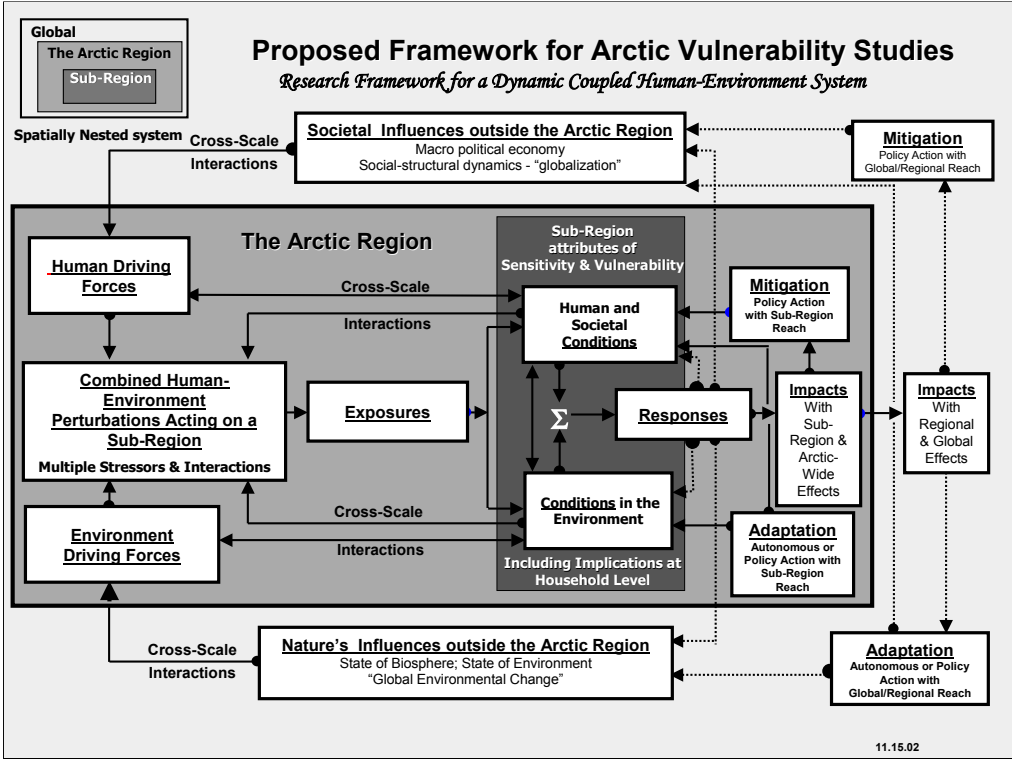 Global
The Arctic Region
Sub-Region
Spatially Nested system
Proposed Framework for Arctic Vulnerability Studies
Research Framework for a Dynamic Coupled Human-Environment System
Cross-Scale
Interactions
Societal Influences outside the Arctic Region
Macro political economy
Social-structural dynamics - “globalization”
Mitigation
Policy Action with
Global/Regional Reach
The Arctic Region
Sub-Region
attributes of
Sensitivity & Vulnerability
Human Driving
Forces
Cross-Scale
Interactions
Human and
Societal
Conditions
Mitigation
Policy Action
with Sub-Region
Reach
Combined Human-
Environment
Perturbations Acting on a
Sub-Region
Multiple Stressors & Interactions
Exposures
Σ
Responses
Impacts
With
Sub-
Region &
Arctic-
Wide
Effects
Impacts
With
Regional
& Global
Effects
Environment
Driving Forces
Cross-Scale
Interactions
Conditions in the
Environment
Including Implications at
Household Level
Adaptation
Autonomous or
Policy Action with
Sub-Region
Reach
Cross-Scale
Interactions
Nature’s Influences outside the Arctic Region
State of Biosphere; State of Environment
“Global Environmental Change”
Adaptation
Autonomous or Policy
Action with
Global/Regional Reach
11.15.02